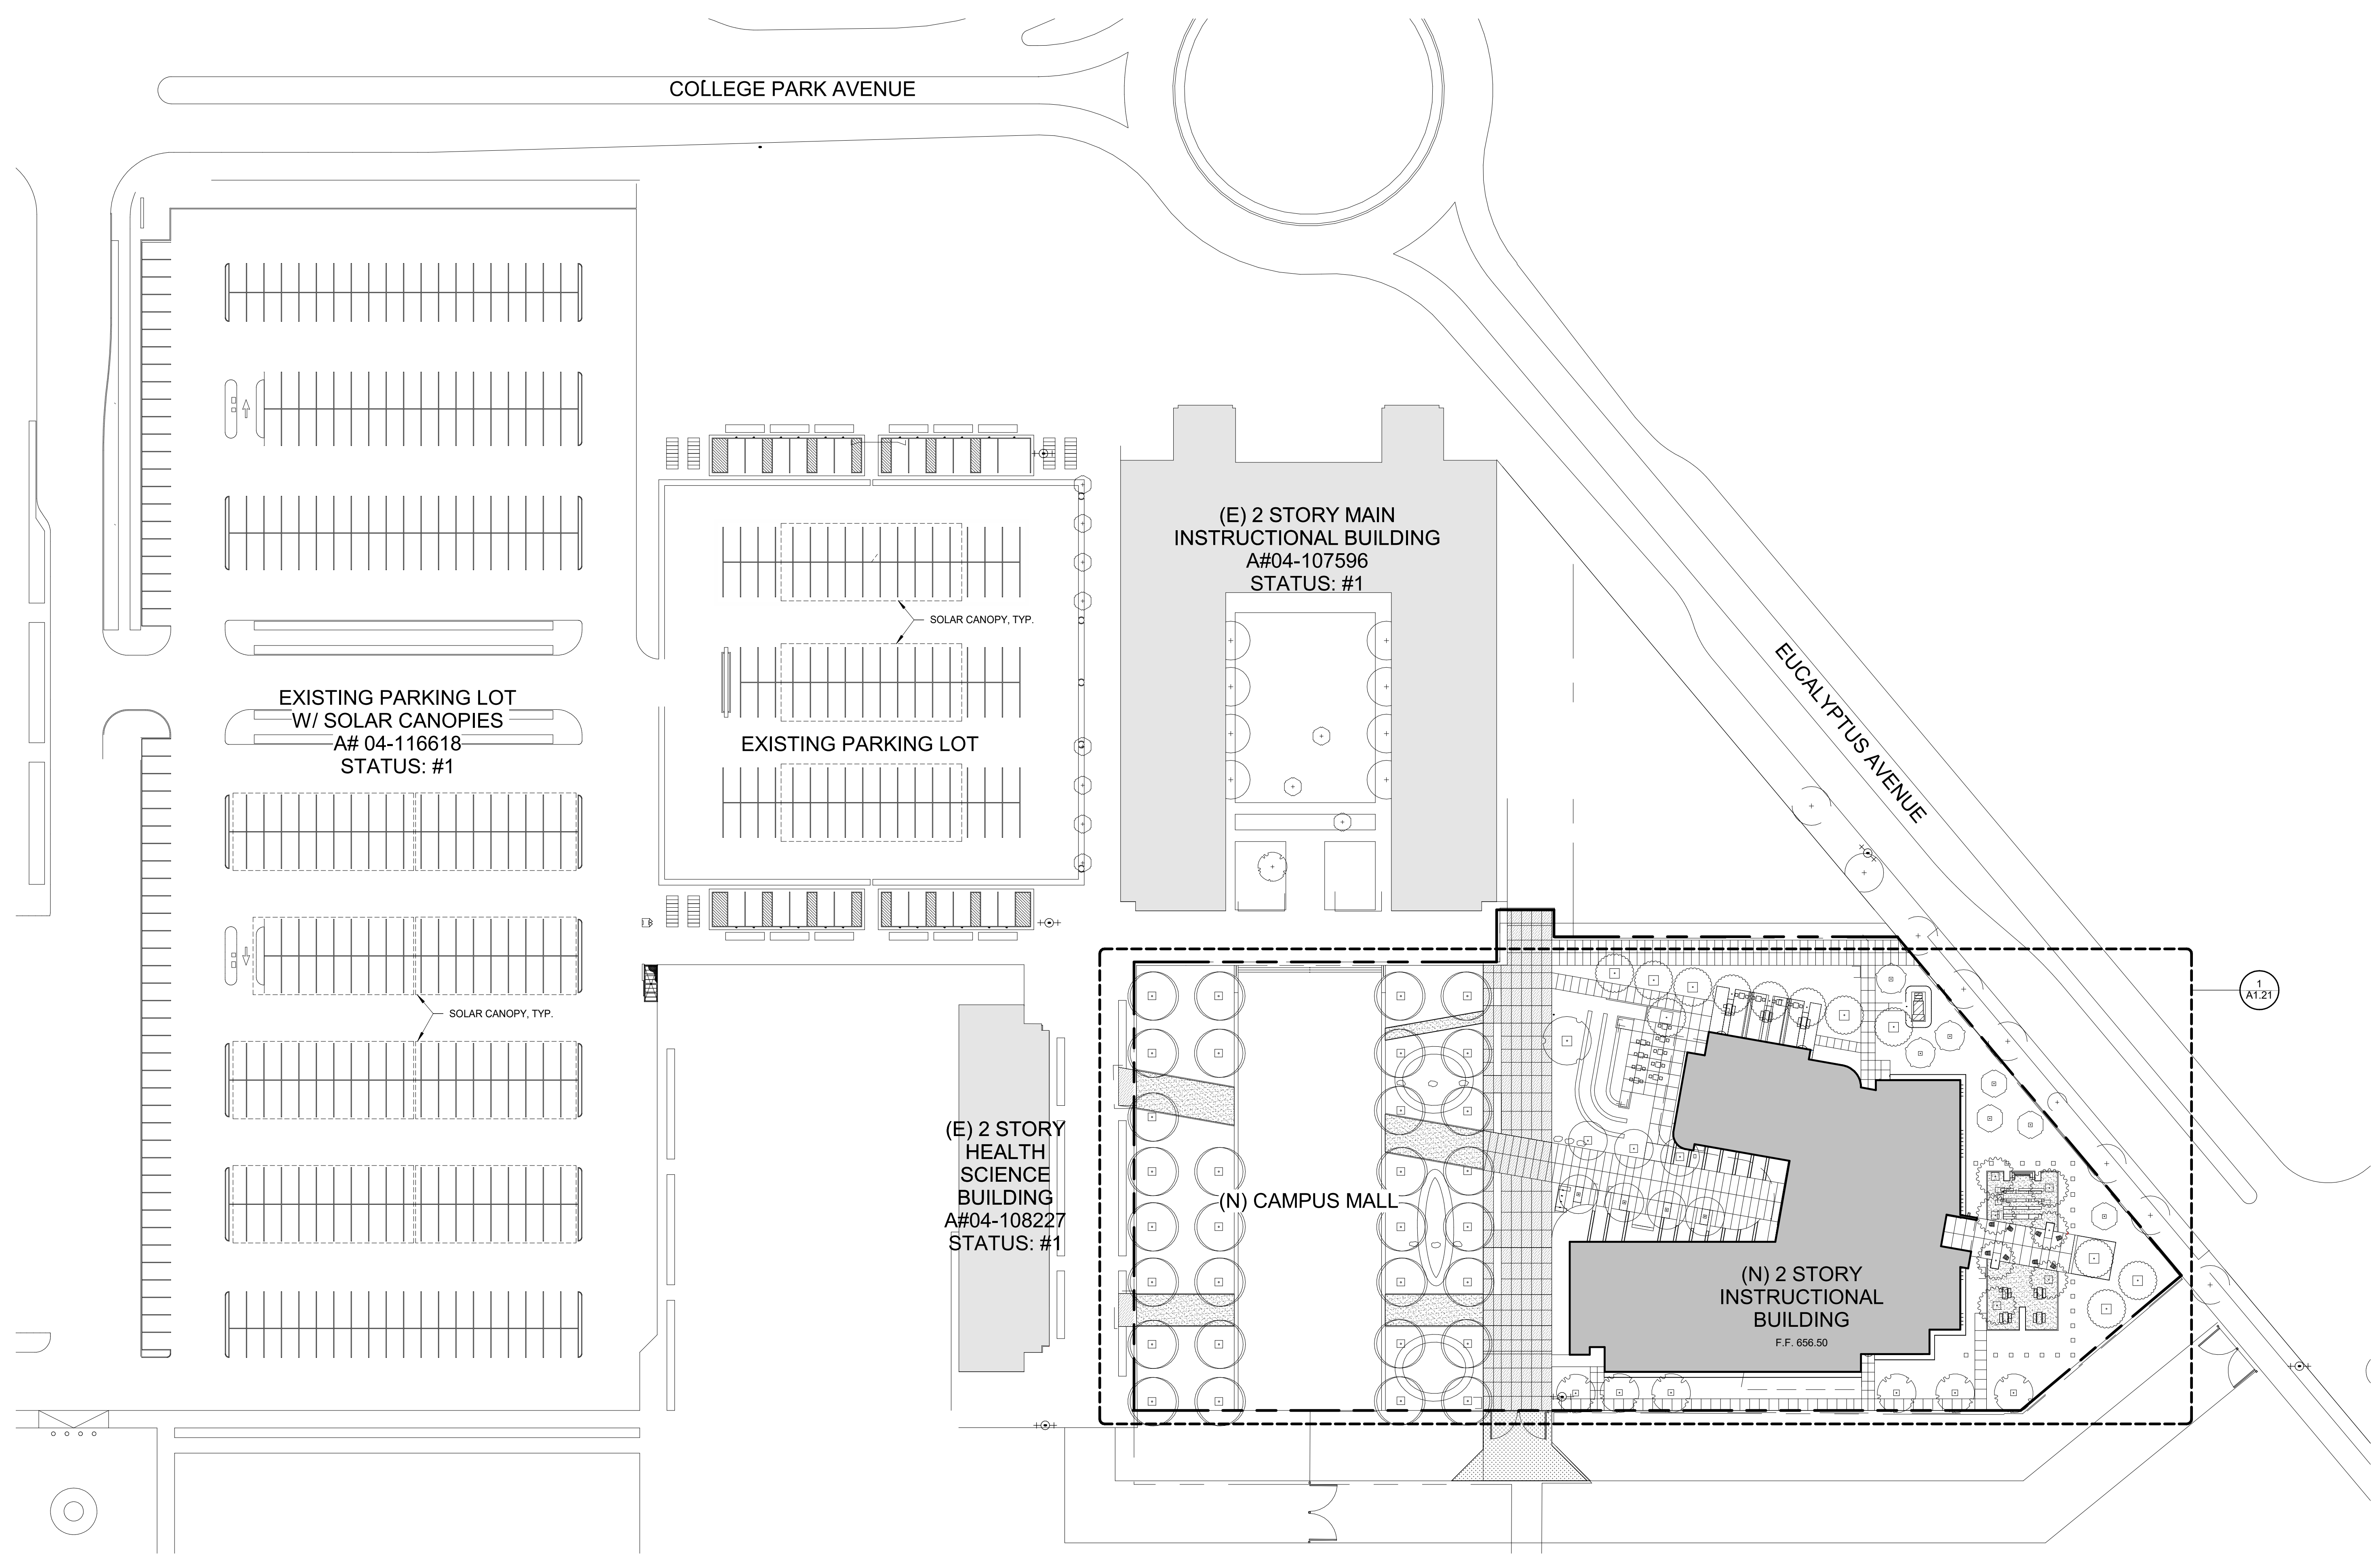 COLLEGE PARK AVENUE
(E) 2 STORY MAIN
INSTRUCTIONAL BUILDING
A#04-107596
STATUS: #1
SOLAR CANOPY, TYP.
EUCALYPTUS AVENUE
EXISTING PARKING LOT
W/ SOLAR CANOPIES
A# 04-116618
STATUS: #1
EXISTING PARKING LOT
1
A1.21
SOLAR CANOPY, TYP.
(E) 2 STORY
HEALTH
SCIENCE
BUILDING
A#04-108227
STATUS: #1
(N) CAMPUS MALL
(N) 2 STORY
INSTRUCTIONAL
BUILDING
F.F. 656.50